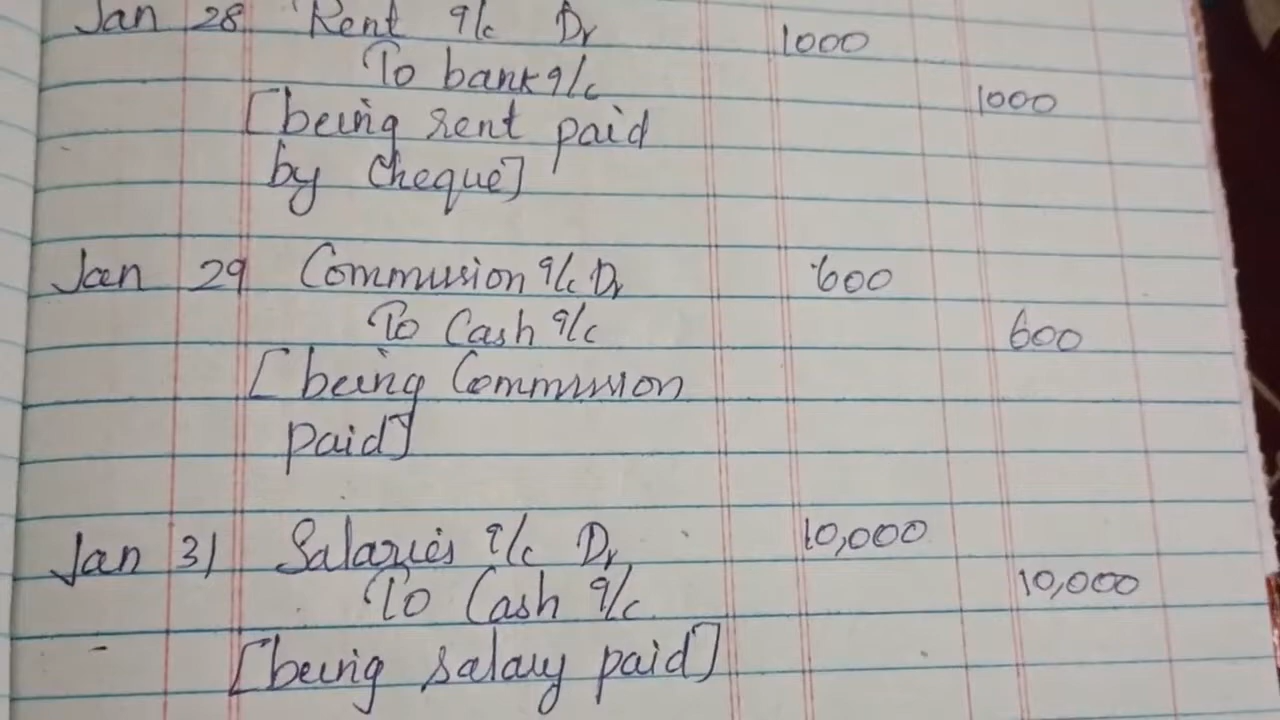 Jan 28 Rent a/c Dr 1000
To bank a/c 1000
[being rent paid
by cheque]
Jan 29 Commission a/c Dr 600
To Cash a/c 600
[being Commission
paid]
Jan 31 Salaries a/c Dr 10,000
To Cash a/c 10,000
[being salary paid]